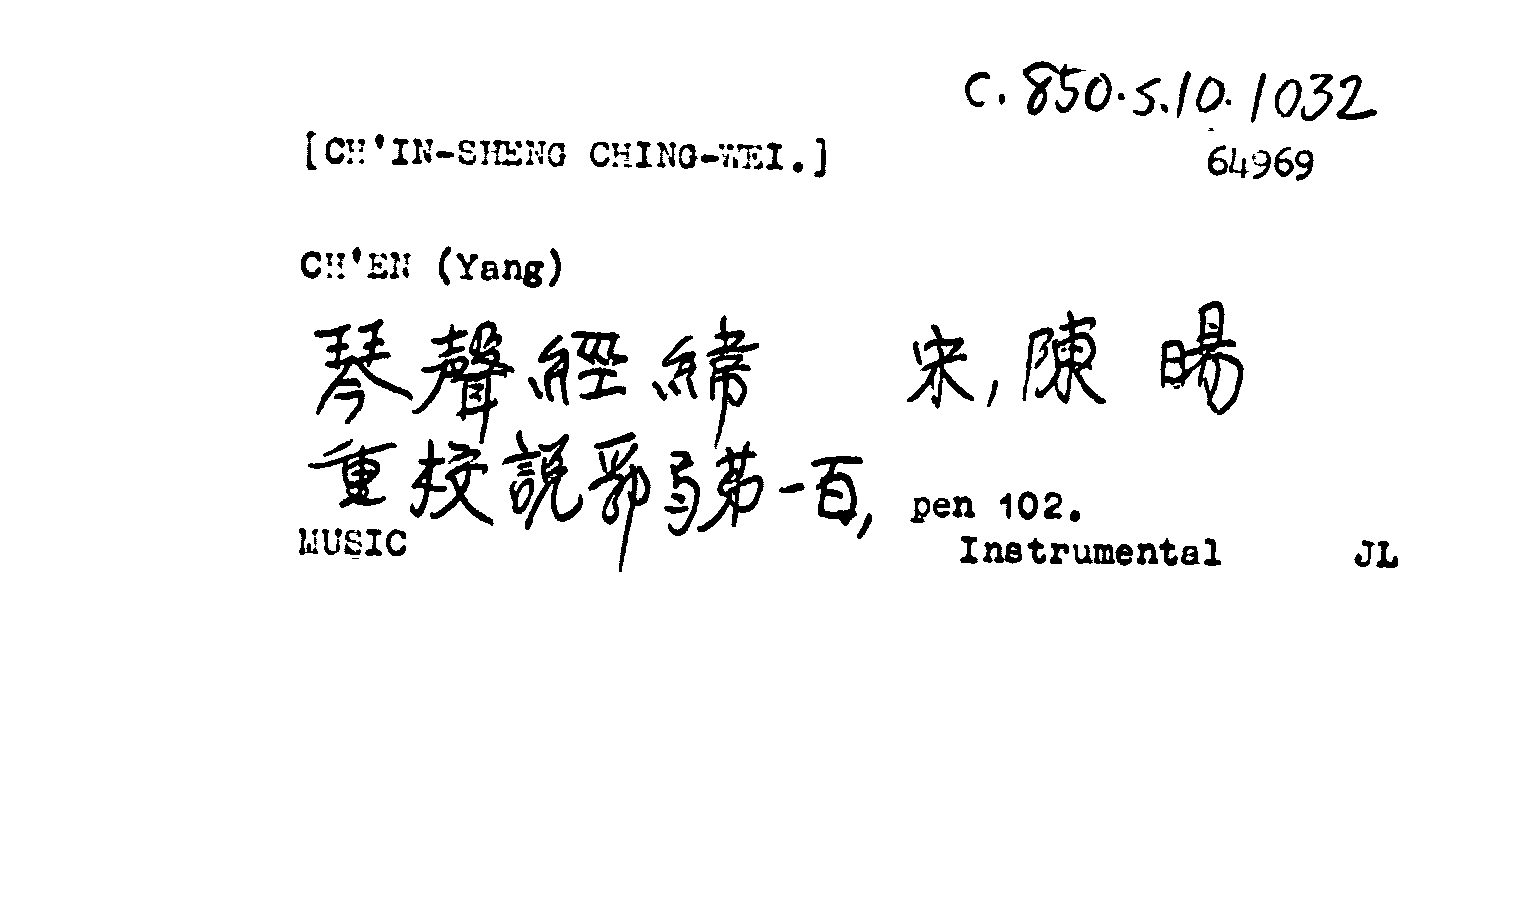 C. 850.5.10.1032
[CH'IN-SHENG CHING-WEI.] 64969
CH'EN (Yang)
琴聲經緯 宋, 陳暘
重校說郛弓第一百, pen 102.
MUSIC Instrumental JL